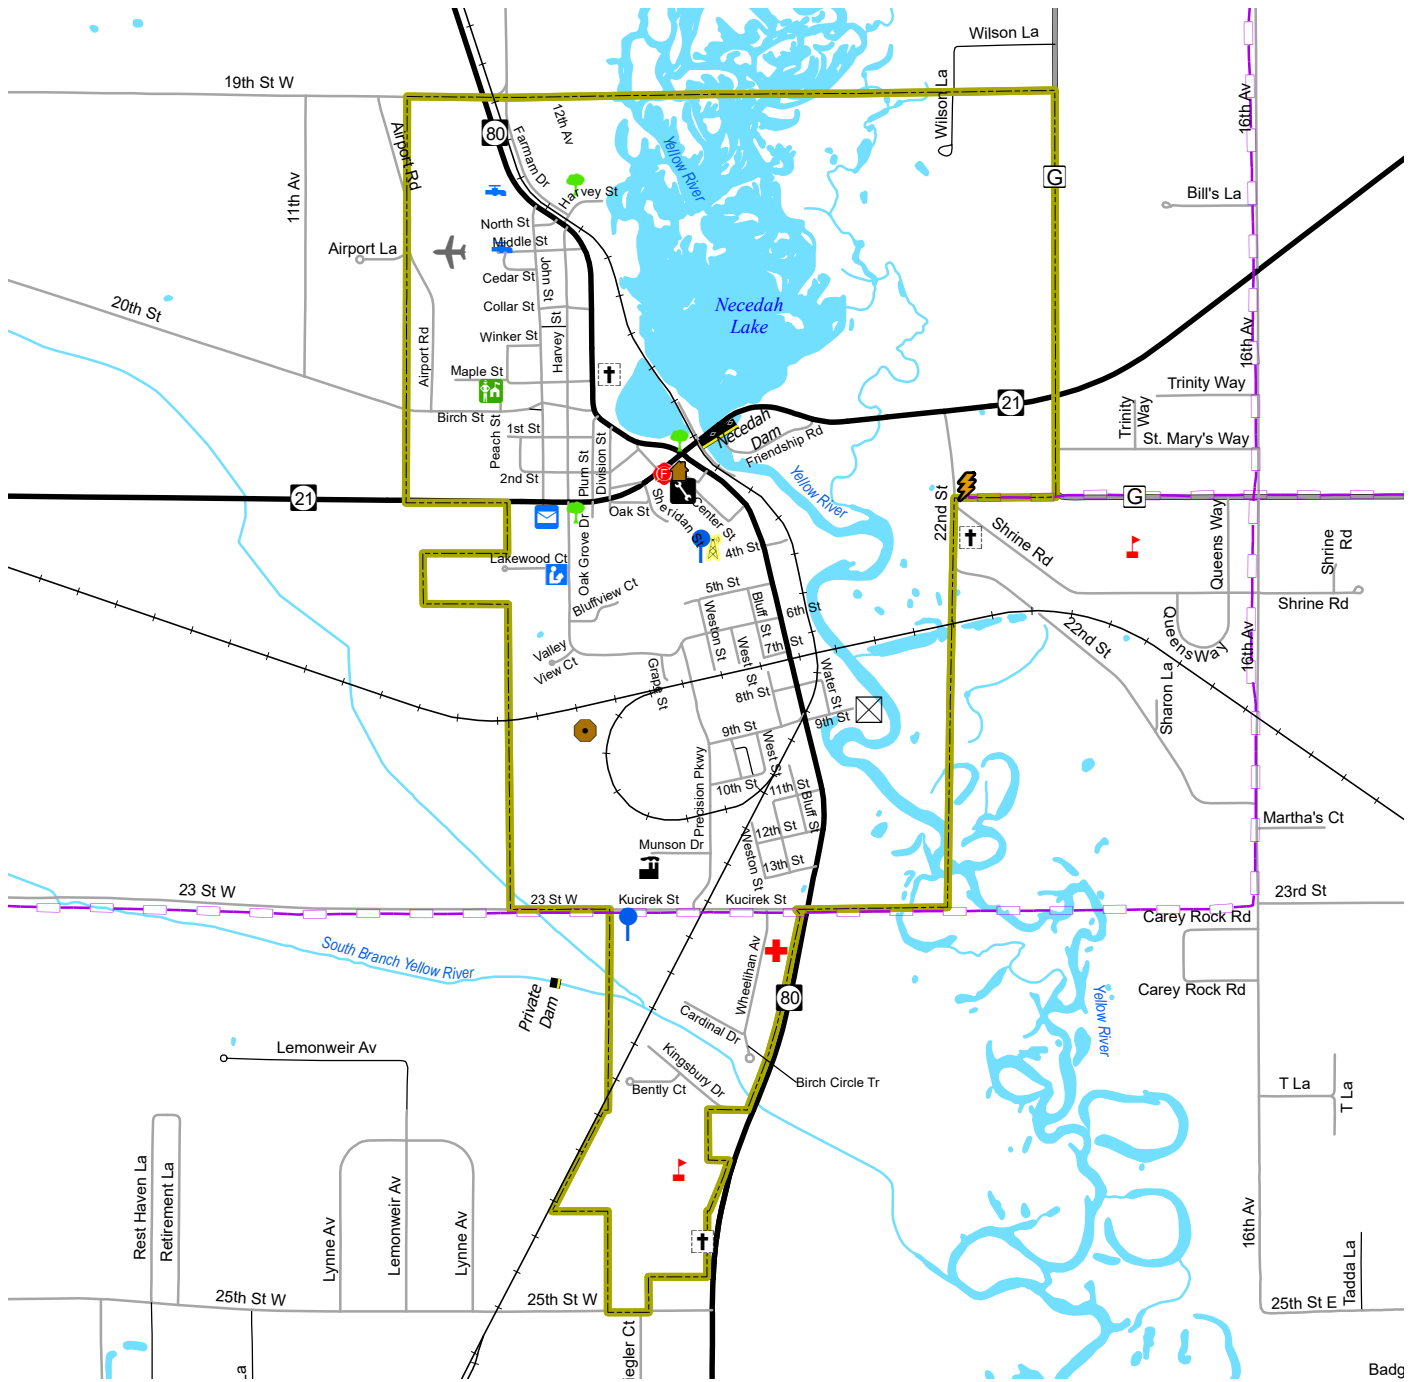 Wilson La
19th St W
Wilson La
16th Av
12th Av
Airport Rd
80
Farmam Dr
Yellow River
11th Av
G
Harvey St
Bill's La
North St
Middle St
Airport La
Cedar St
John St
20th St
Collar St
Necedah
Lake
Harvey St
Winker St
16th Av
Airport Rd
Maple St
Trinity Way
21
Birch St
Trinity
Way
1st St
Peach St
Necedah
Dam
Friendship Rd
St. Mary's Way
Plum St
Division St
2nd St
F
Yellow River
21
G
Sheridan St
Center St
Oak St
22nd St
Shrine Rd
Queens Way
Shrine
Rd
4th St
Lakewood Ct
Oak Grove Dr
Bluffview Ct
5th St
Weston St
Bluff St
6th St
Shrine Rd
Queens Way
22nd St
16th Av
Valley
View Ct
West St
7th St
Grape St
8th St
Water St
Sharon La
9th St
9th St
West St
Precision Pkwy
10th St
11th St
Bluff St
Martha's Ct
12th St
Weston St
Munson Dr
13th St
23 St W
23 St W
Kucirek St
Kucirek St
23rd St
Carey Rock Rd
South Branch Yellow River
Wheelihan Av
Private
Dam
80
Carey Rock Rd
Yellow River
Cardinal Dr
Lemonweir Av
Kingsbury Dr
Bently Ct
Birch Circle Tr
T La
T La
Rest Haven La
Retirement La
Lynne Av
Lemonweir Av
Lynne Av
16th Av
Tadda La
25th St W
25th St W
25th St E
iegler Ct
La
Badg